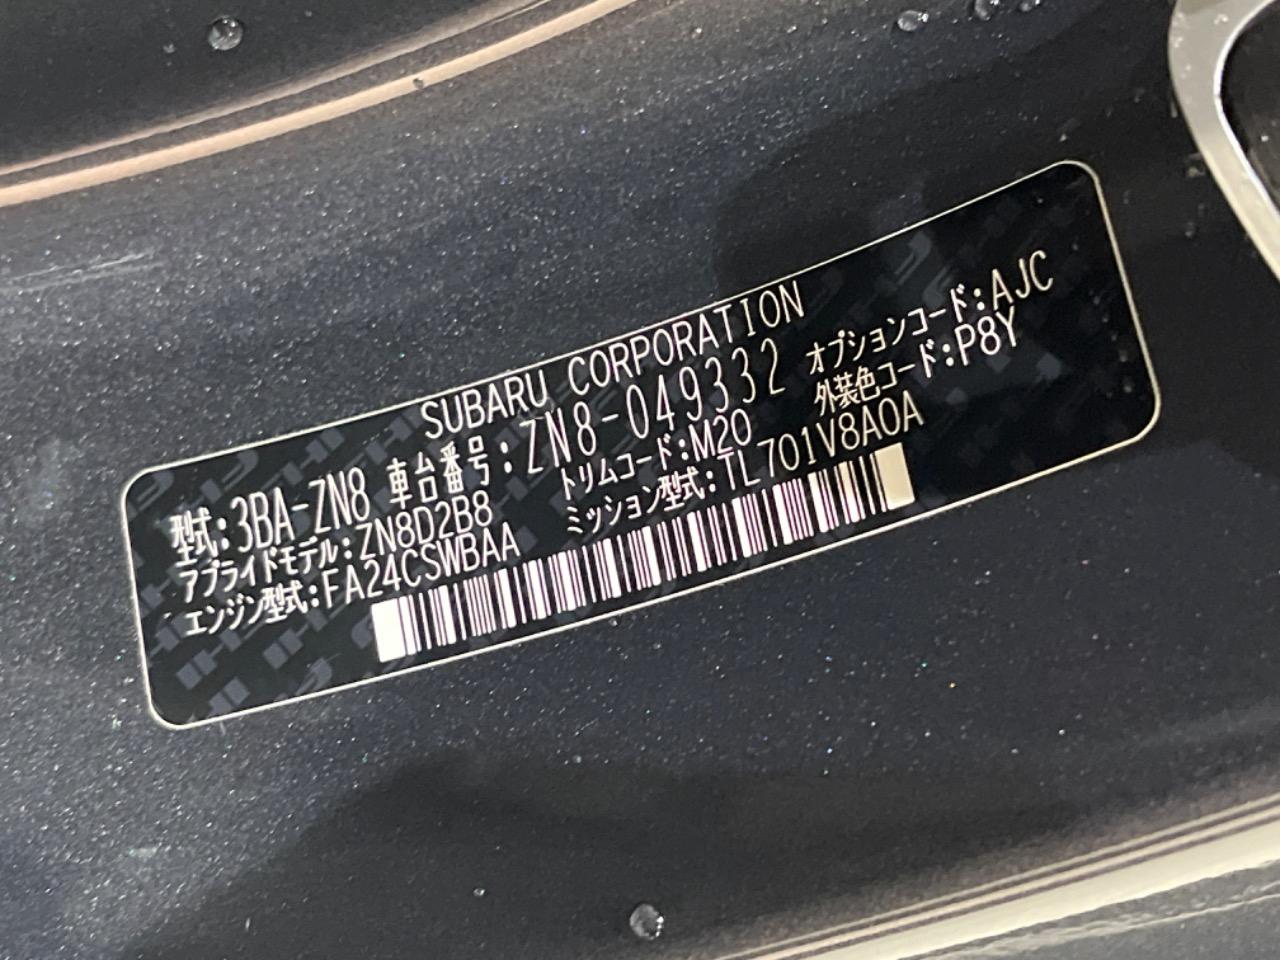 SUBARU CORPORATION
型式:3BA-ZN8 車台番号:ZN8-049332 オプションコード:AJC
アプライドモデル:ZN8D2B8 トリムコード:M20 外装色コード:P8Y
エンジン型式:FA24CSWBAA ミッション型式:TL701V8A0A